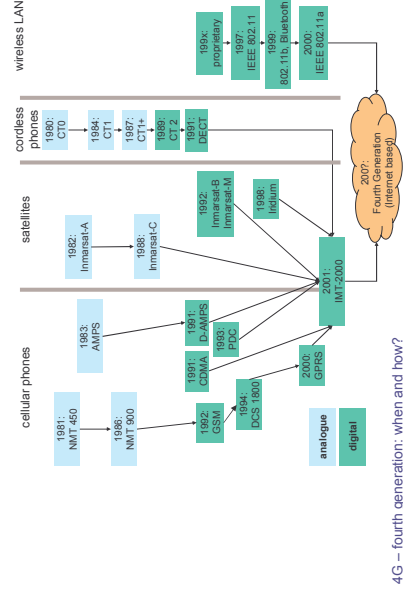 cellular phones
satellites
cordless
phones
wireless LAN
1981:
NMT 450
1986:
NMT 900
1992:
GSM
1994:
DCS 1800
2000:
GPRS
1983:
AMPS
1991:
CDMA
1991:
D-AMPS
1993:
PDC
1982:
Inmarsat-A
1988:
Inmarsat-C
1992:
Inmarsat-B
Inmarsat-M
1998:
Iridium
2001:
IMT-2000
1980:
CT0
1984:
CT1
1987:
CT1+
1989:
CT 2
1991:
DECT
199x:
proprietary
1997:
IEEE 802.11
1999:
802.11b, Bluetooth
2000:
IEEE 802.11a
200?:
Fourth Generation
(Internet based)
analogue
digital
4G – fourth generation: when and how?